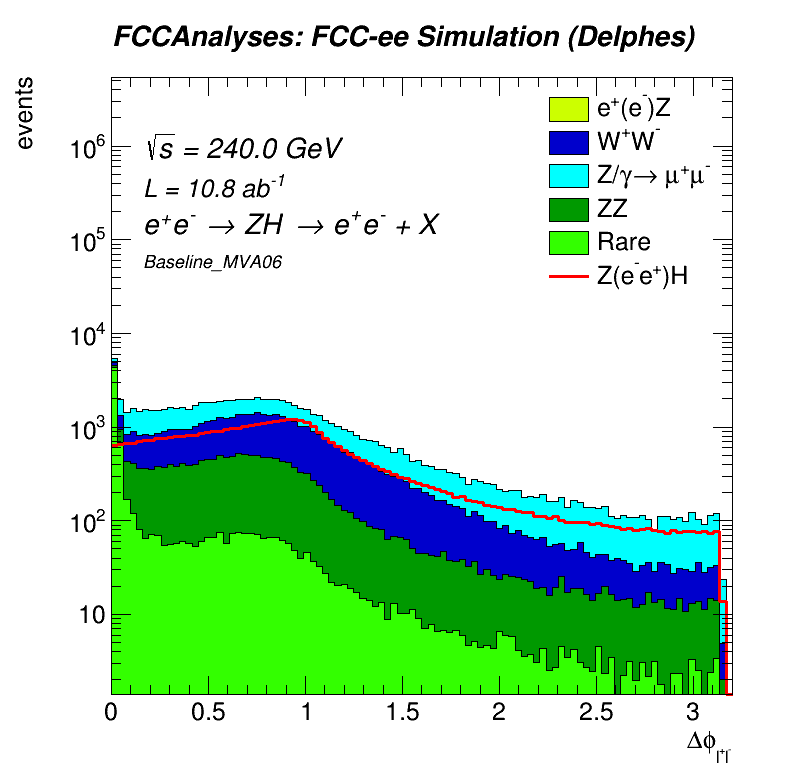 FCCAnalyses: FCC-ee Simulation (Delphes)
events
√s = 240.0 GeV
L = 10.8 ab⁻¹
e⁺e⁻ → ZH → e⁺e⁻ + X
Baseline_MVA06
e⁺(e⁻)Z
W⁺W⁻
Z/γ→ μ⁺μ⁻
ZZ
Rare
Z(e⁻e⁺)H
10⁶
10⁵
10⁴
10³
10²
10
0 0.5 1 1.5 2 2.5 3
Δϕ_l⁺l⁻